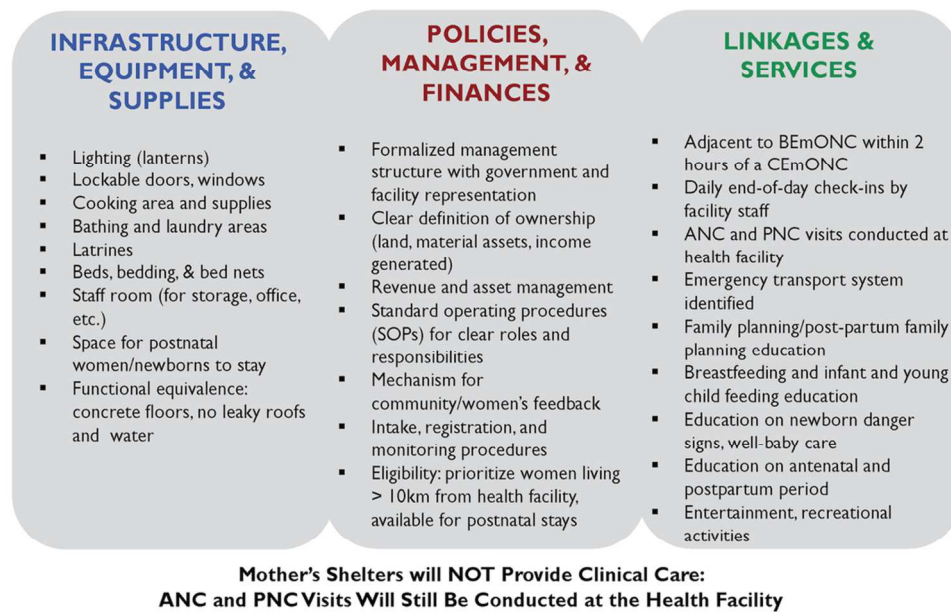 INFRASTRUCTURE,
EQUIPMENT, &
SUPPLIES
▪ Lighting (lanterns)
▪ Lockable doors, windows
▪ Cooking area and supplies
▪ Bathing and laundry areas
▪ Latrines
▪ Beds, bedding, & bed nets
▪ Staff room (for storage, office,
etc.)
▪ Space for postnatal
women/newborns to stay
▪ Functional equivalence:
concrete floors, no leaky roofs
and water
POLICIES,
MANAGEMENT, &
FINANCES
▪ Formalized management
structure with government and
facility representation
▪ Clear definition of ownership
(land, material assets, income
generated)
▪ Revenue and asset management
▪ Standard operating procedures
(SOPs) for clear roles and
responsibilities
▪ Mechanism for
community/women's feedback
▪ Intake, registration, and
monitoring procedures
▪ Eligibility: prioritize women living
> 10km from health facility,
available for postnatal stays
LINKAGES &
SERVICES
▪ Adjacent to BEmONC within 2
hours of a CEmONC
▪ Daily end-of-day check-ins by
facility staff
▪ ANC and PNC visits conducted at
health facility
▪ Emergency transport system
identified
▪ Family planning/post-partum family
planning education
▪ Breastfeeding and infant and young
child feeding education
▪ Education on newborn danger
signs, well-baby care
▪ Education on antenatal and
postpartum period
▪ Entertainment, recreational
activities
Mother's Shelters will NOT Provide Clinical Care:
ANC and PNC Visits Will Still Be Conducted at the Health Facility